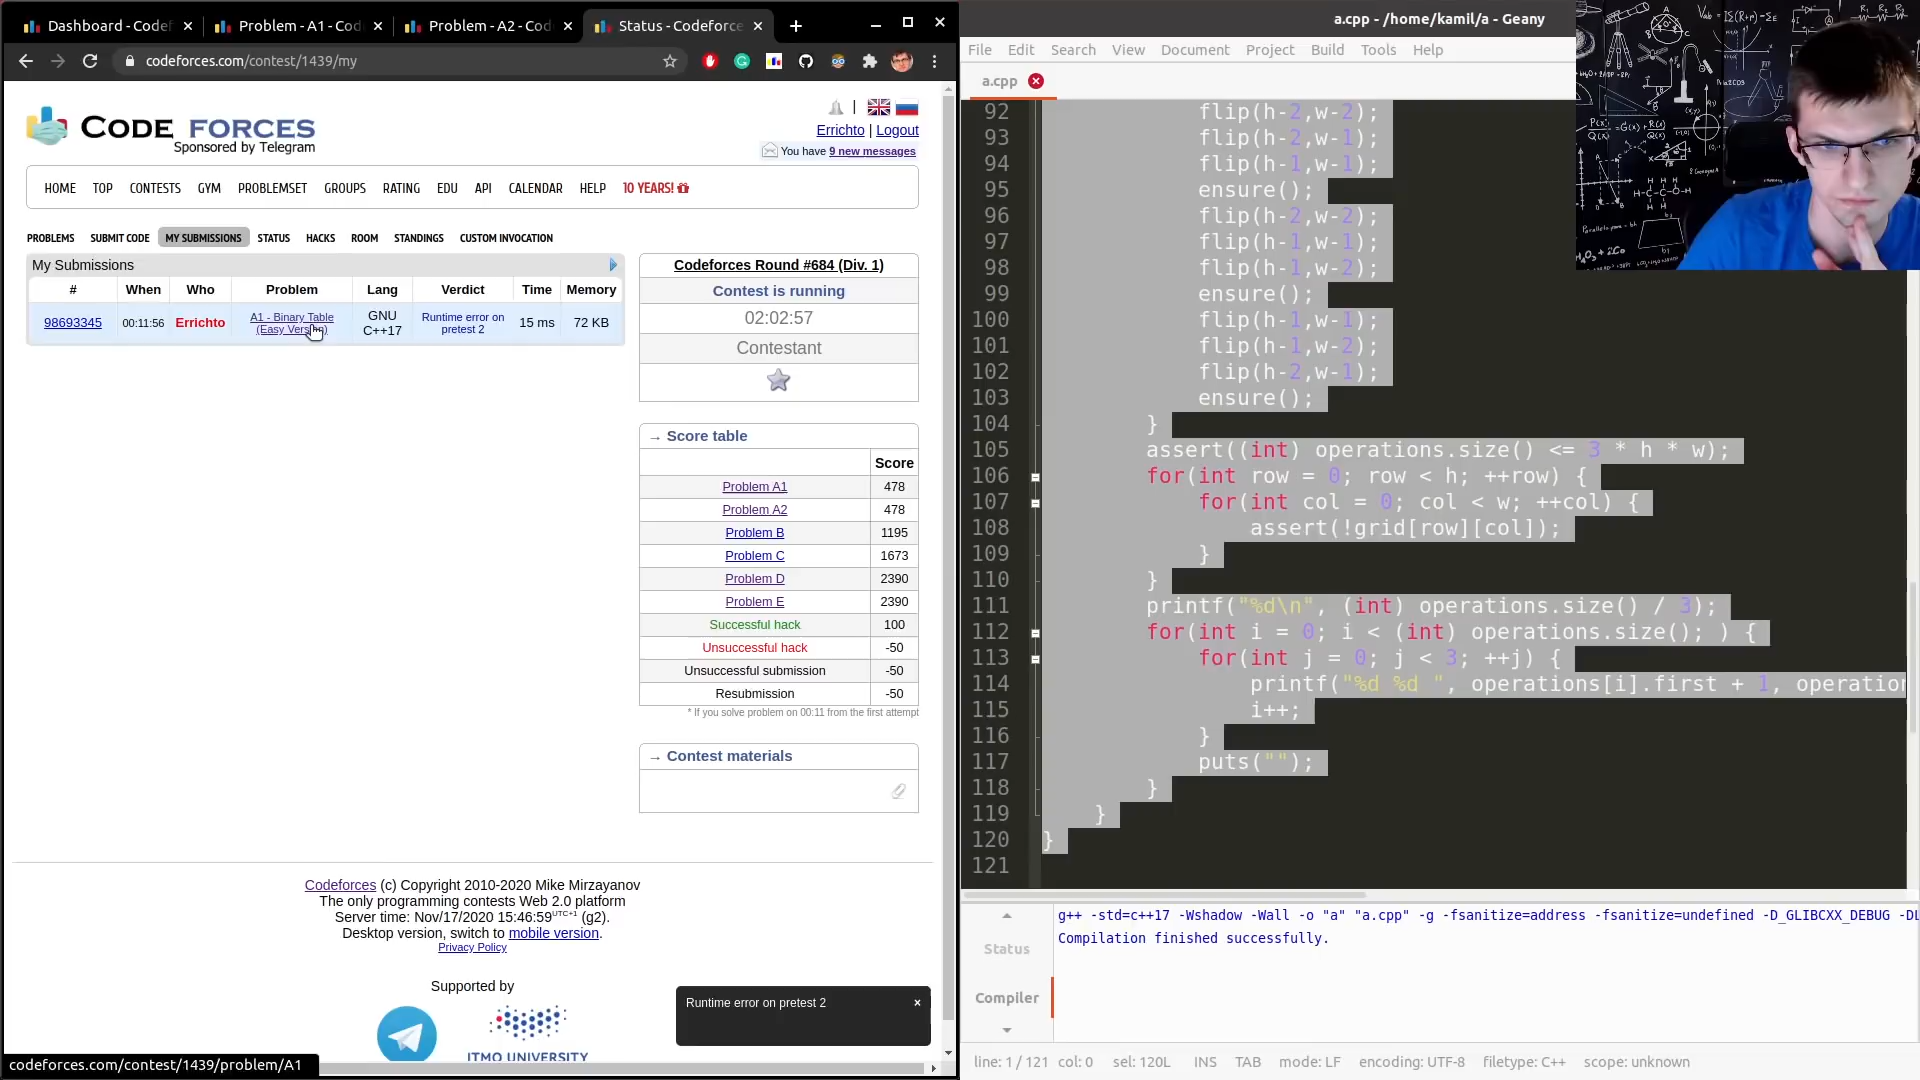 Dashboard - Codef
Problem - A1 - Cod
Problem - A2 - Cod
Status - Codeforce
codeforces.com/contest/1439/my
CODE FORCES
Sponsored by Telegram
Errichto | Logout
You have 9 new messages
HOME TOP CONTESTS GYM PROBLEMSET GROUPS RATING EDU API CALENDAR HELP 10 YEARS!
PROBLEMS SUBMIT CODE MY SUBMISSIONS STATUS HACKS ROOM STANDINGS CUSTOM INVOCATION
My Submissions
# When Who Problem Lang Verdict Time Memory
98693345 00:11:56 Errichto A1 - Binary Table (Easy Version) GNU C++17 Runtime error on pretest 2 15 ms 72 KB
Codeforces Round #684 (Div. 1)
Contest is running
02:02:57
Contestant
→ Score table
Score
Problem A1 478
Problem A2 478
Problem B 1195
Problem C 1673
Problem D 2390
Problem E 2390
Successful hack 100
Unsuccessful hack -50
Unsuccessful submission -50
Resubmission -50
* If you solve problem on 00:11 from the first attempt
→ Contest materials
Codeforces (c) Copyright 2010-2020 Mike Mirzayanov
The only programming contests Web 2.0 platform
Server time: Nov/17/2020 15:46:59 UTC+1 (g2).
Desktop version, switch to mobile version.
Privacy Policy
Supported by
ITMO UNIVERSITY
Runtime error on pretest 2 ×
codeforces.com/contest/1439/problem/A1
a.cpp - /home/kamil/a - Geany
File Edit Search View Document Project Build Tools Help
a.cpp
92 flip(h-2,w-2);
93 flip(h-2,w-1);
94 flip(h-1,w-1);
95 ensure();
96 flip(h-2,w-2);
97 flip(h-1,w-1);
98 flip(h-1,w-2);
99 ensure();
100 flip(h-1,w-1);
101 flip(h-1,w-2);
102 flip(h-2,w-1);
103 ensure();
104 }
105 assert((int) operations.size() <= 3 * h * w);
106 for(int row = 0; row < h; ++row) {
107 for(int col = 0; col < w; ++col) {
108 assert(!grid[row][col]);
109 }
110 }
111 printf("%d\n", (int) operations.size() / 3);
112 for(int i = 0; i < (int) operations.size(); ) {
113 for(int j = 0; j < 3; ++j) {
114 printf("%d %d ", operations[i].first + 1, operation
115 i++;
116 }
117 puts("");
118 }
119 }
120 }
121
g++ -std=c++17 -Wshadow -Wall -o "a" "a.cpp" -g -fsanitize=address -fsanitize=undefined -D_GLIBCXX_DEBUG -DL
Compilation finished successfully.
Status
Compiler
line: 1 / 121 col: 0 sel: 120L INS TAB mode: LF encoding: UTF-8 filetype: C++ scope: unknown